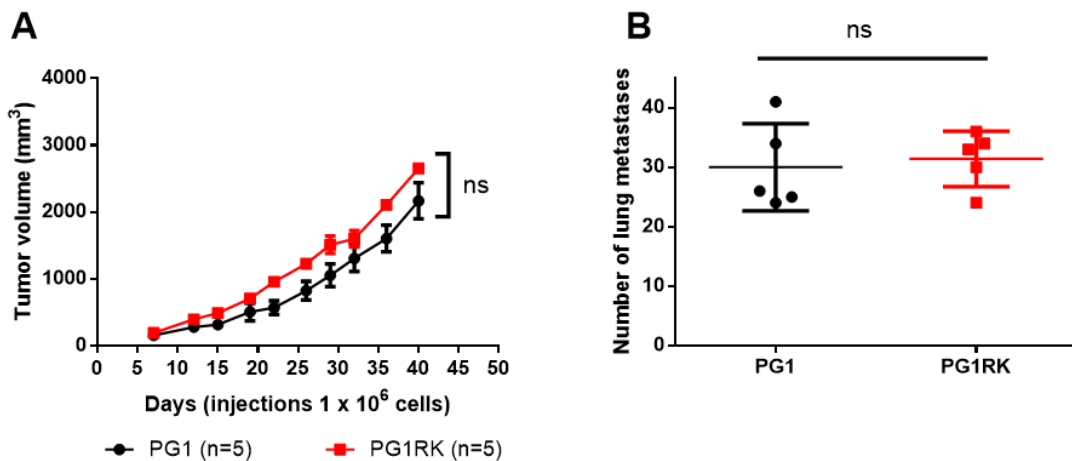 A
Tumor volume (mm³)
4000
3000
2000
1000
0
0 5 10 15 20 25 30 35 40 45 50
Days (injections 1 x 10⁶ cells)
ns
PG1 (n=5) PG1RK (n=5)
B
ns
Number of lung metastases
40
30
20
10
0
PG1 PG1RK